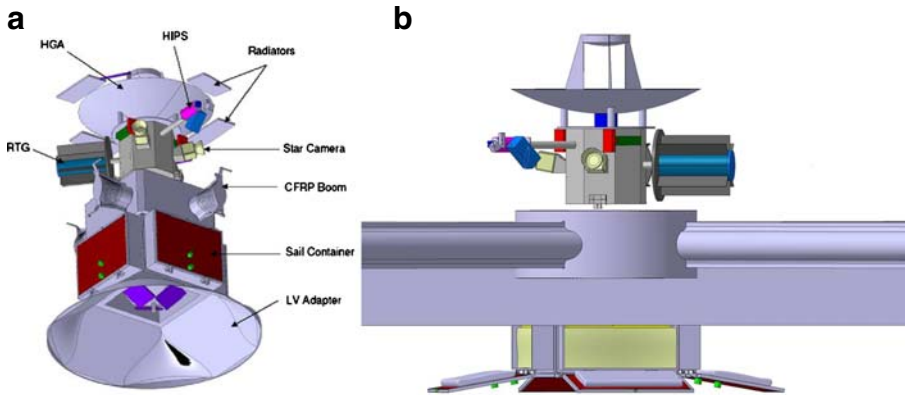 a
b
HGA
HIPS
Radiators
RTG
Star Camera
CFRP Boom
Sail Container
LV Adapter